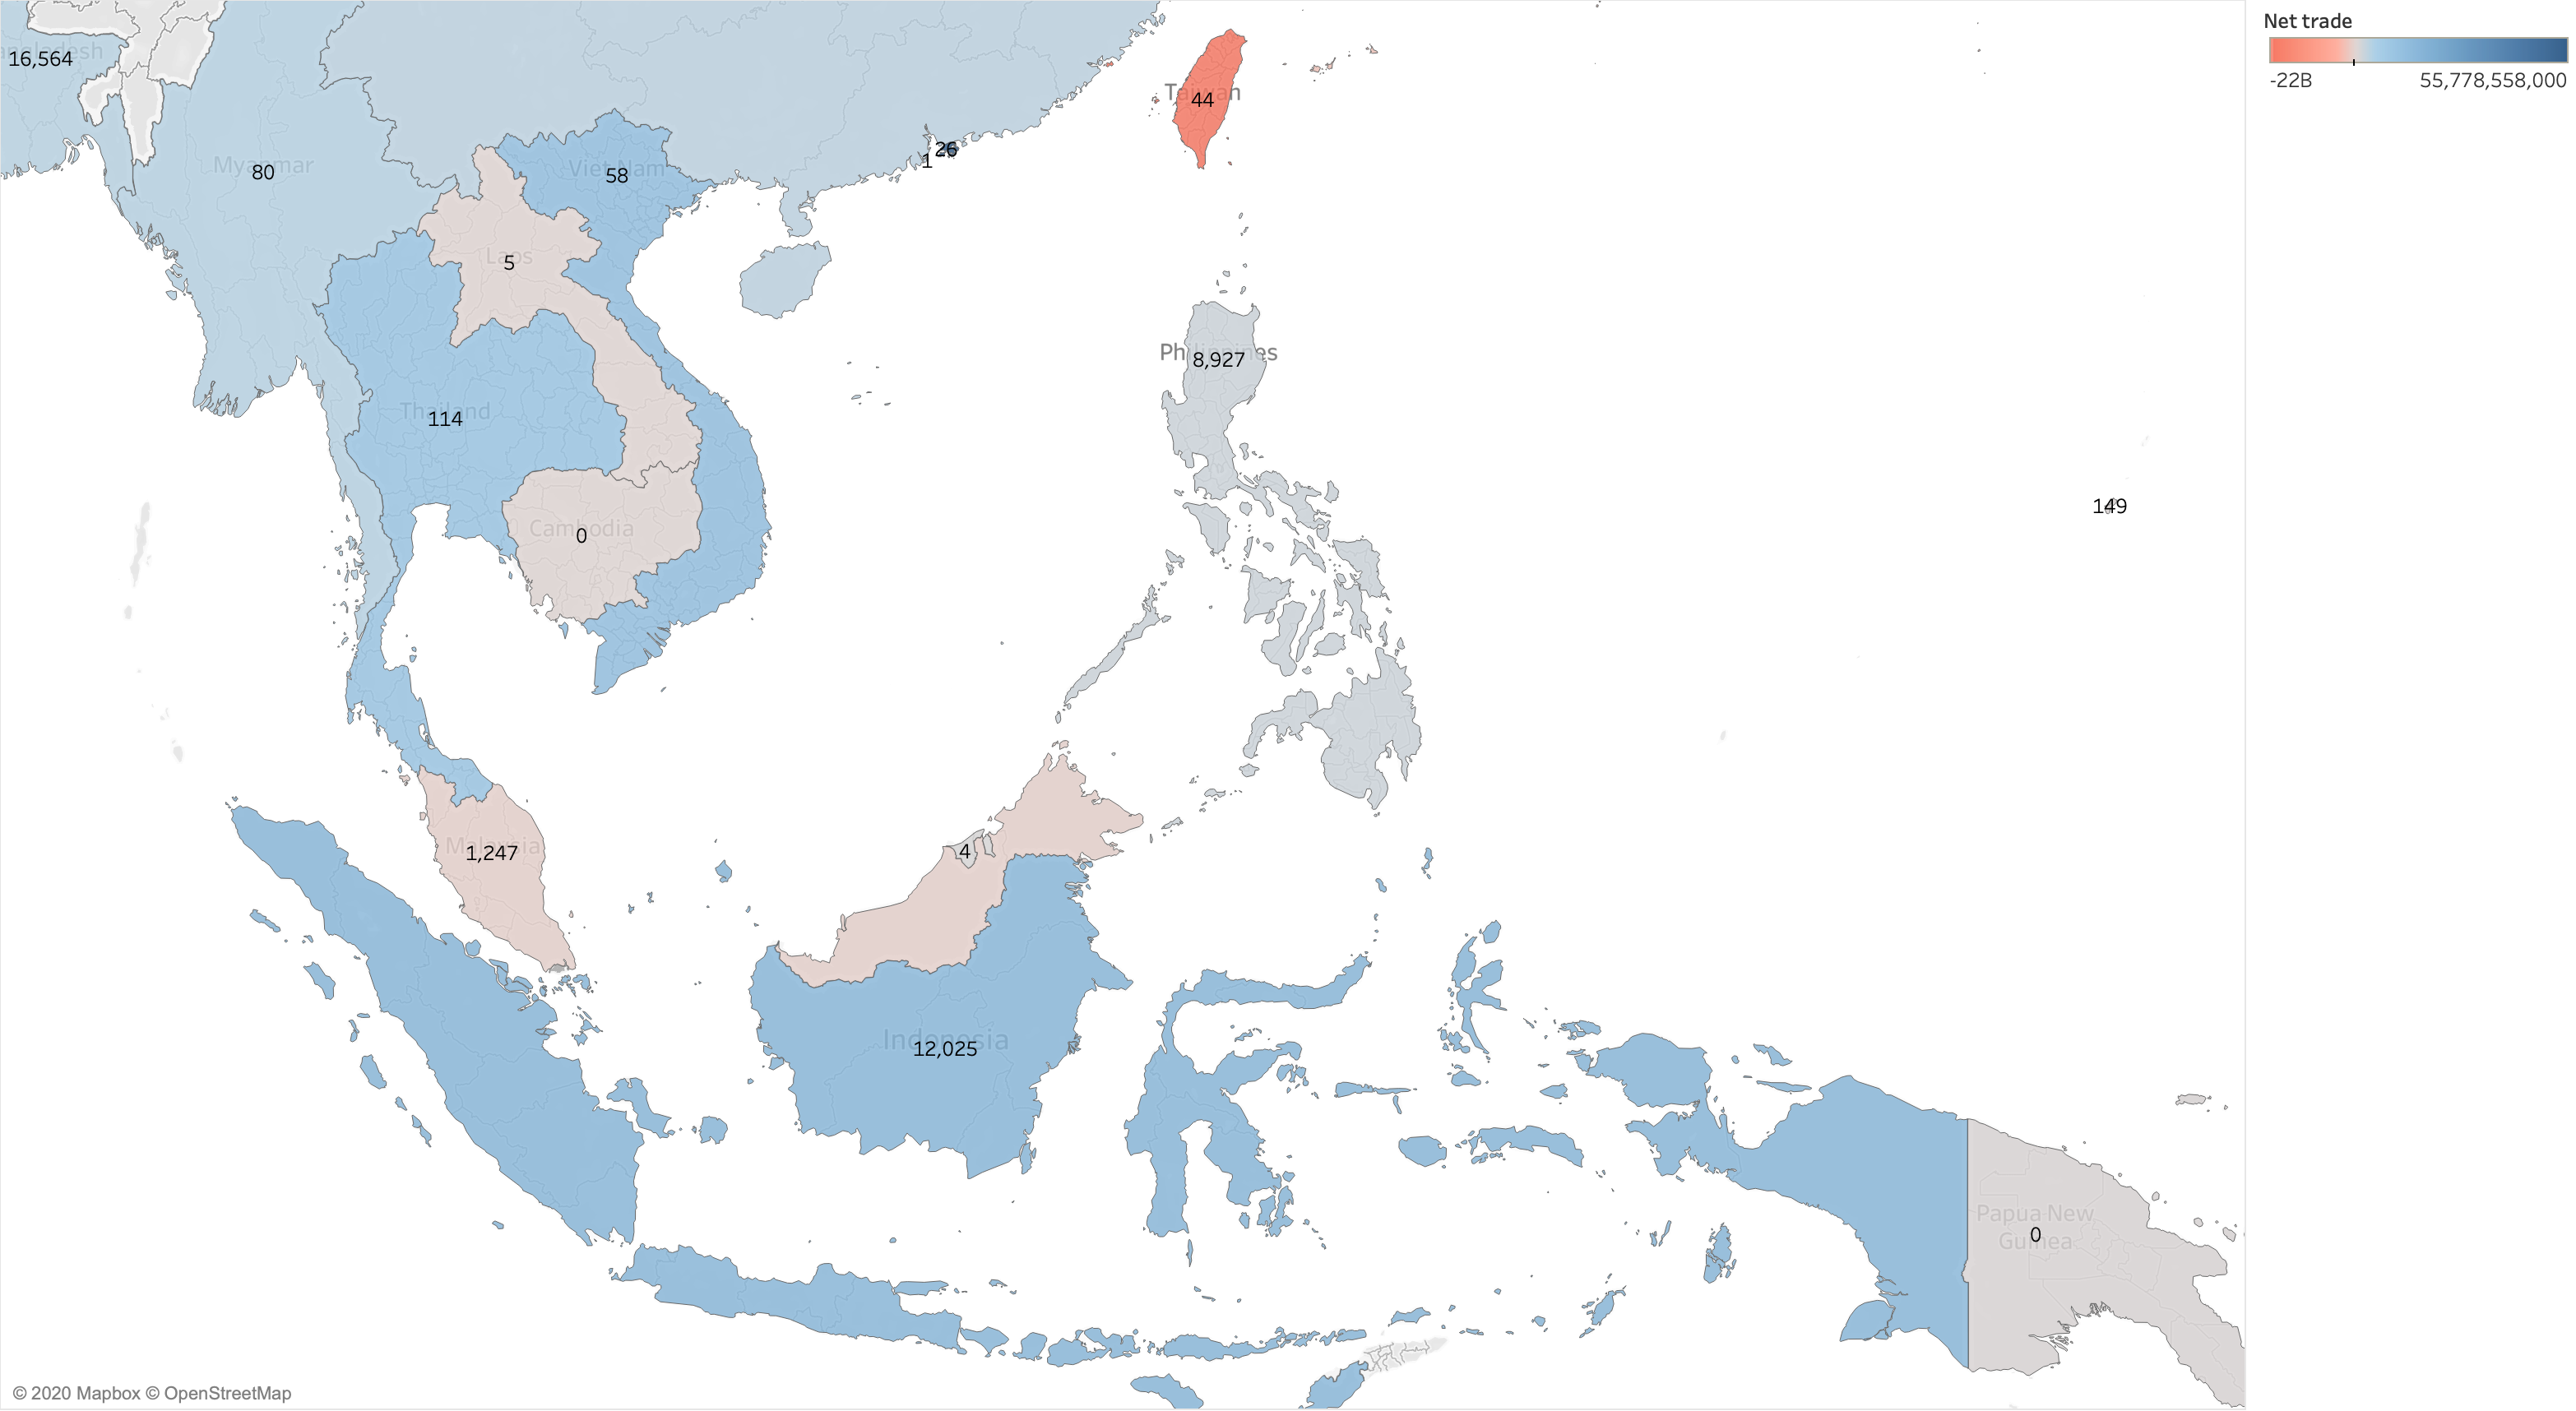 Net trade
-22B 55,778,558,000
16,564
Taiwan
44
26
1
Myanmar
80
Viet Nam
58
Laos
5
Philippines
8,927
Thailand
114
149
Cambodia
0
Malaysia
1,247
4
Indonesia
12,025
Papua New
Guinea
0
© 2020 Mapbox © OpenStreetMap